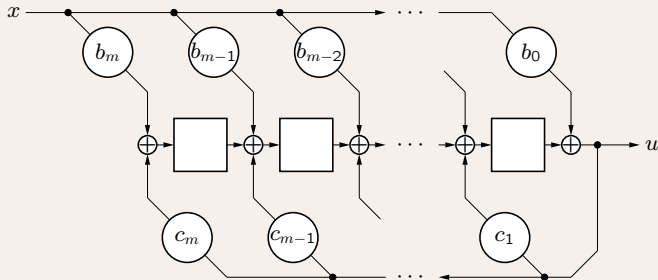 x ···
b_m b_{m−1} b_{m−2} b_0
··· u
c_m c_{m−1} c_1
···